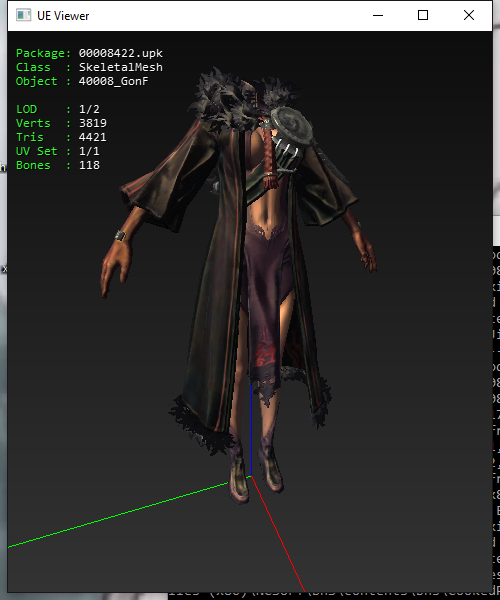 UE Viewer
Package: 00008422.upk
Class : SkeletalMesh
Object : 40008_GonF
LOD : 1/2
Verts : 3819
Tris : 4421
UV Set : 1/1
Bones : 118